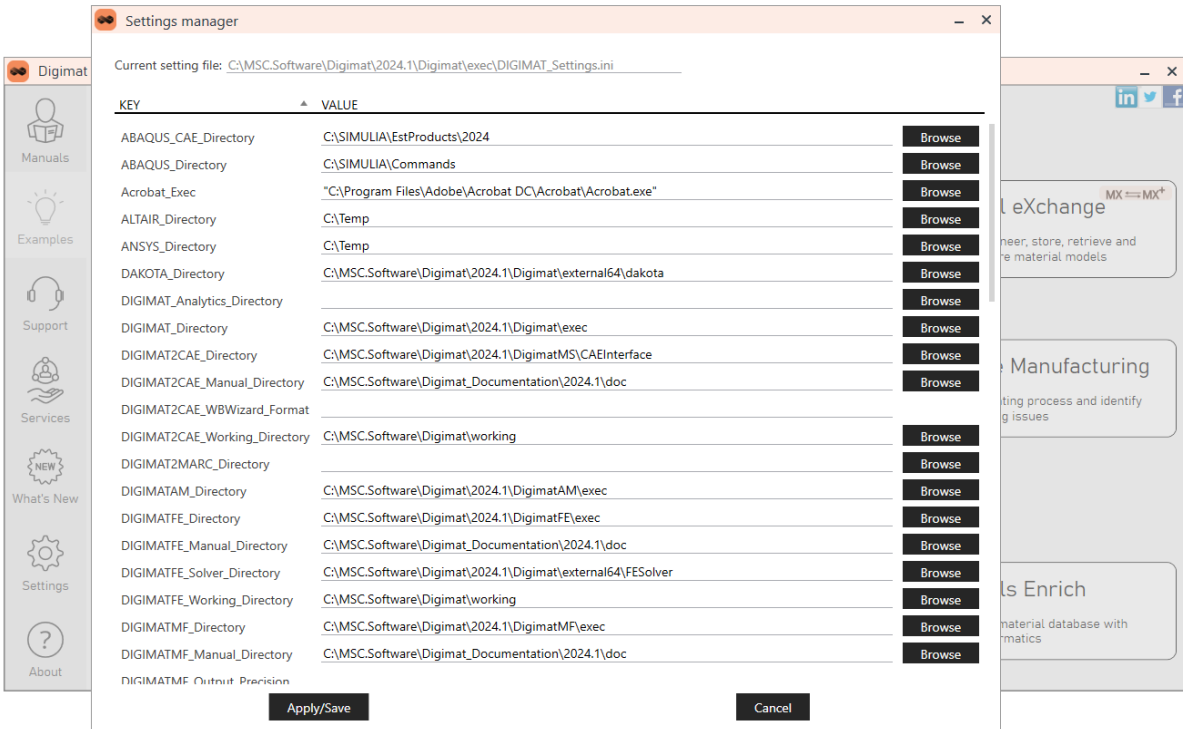 Settings manager
Current setting file: C:\MSC.Software\Digimat\2024.1\Digimat\exec\DIGIMAT_Settings.ini
KEY VALUE
ABAQUS_CAE_Directory C:\SIMULIA\EstProducts\2024 Browse
ABAQUS_Directory C:\SIMULIA\Commands Browse
Acrobat_Exec "C:\Program Files\Adobe\Acrobat DC\Acrobat\Acrobat.exe" Browse
ALTAIR_Directory C:\Temp Browse
ANSYS_Directory C:\Temp Browse
DAKOTA_Directory C:\MSC.Software\Digimat\2024.1\Digimat\external64\dakota Browse
DIGIMAT_Analytics_Directory Browse
DIGIMAT_Directory C:\MSC.Software\Digimat\2024.1\Digimat\exec Browse
DIGIMAT2CAE_Directory C:\MSC.Software\Digimat\2024.1\DigimatMS\CAEInterface Browse
DIGIMAT2CAE_Manual_Directory C:\MSC.Software\Digimat_Documentation\2024.1\doc Browse
DIGIMAT2CAE_WBWizard_Format
DIGIMAT2CAE_Working_Directory C:\MSC.Software\Digimat\working Browse
DIGIMAT2MARC_Directory Browse
DIGIMATAM_Directory C:\MSC.Software\Digimat\2024.1\DigimatAM\exec Browse
DIGIMATFE_Directory C:\MSC.Software\Digimat\2024.1\DigimatFE\exec Browse
DIGIMATFE_Manual_Directory C:\MSC.Software\Digimat_Documentation\2024.1\doc Browse
DIGIMATFE_Solver_Directory C:\MSC.Software\Digimat\2024.1\Digimat\external64\FESolver Browse
DIGIMATFE_Working_Directory C:\MSC.Software\Digimat\working Browse
DIGIMATMF_Directory C:\MSC.Software\Digimat\2024.1\DigimatMF\exec Browse
DIGIMATMF_Manual_Directory C:\MSC.Software\Digimat_Documentation\2024.1\doc Browse
DIGIMATMF_Output_Precision
Apply/Save Cancel
Digimat
Manuals
Examples
Support
Services
NEW
What's New
Settings
?
About
in f
MX ⇌ MX+
l eXchange
neer, store, retrieve and
re material models
e Manufacturing
ting process and identify
g issues
ls Enrich
material database with
rmatics